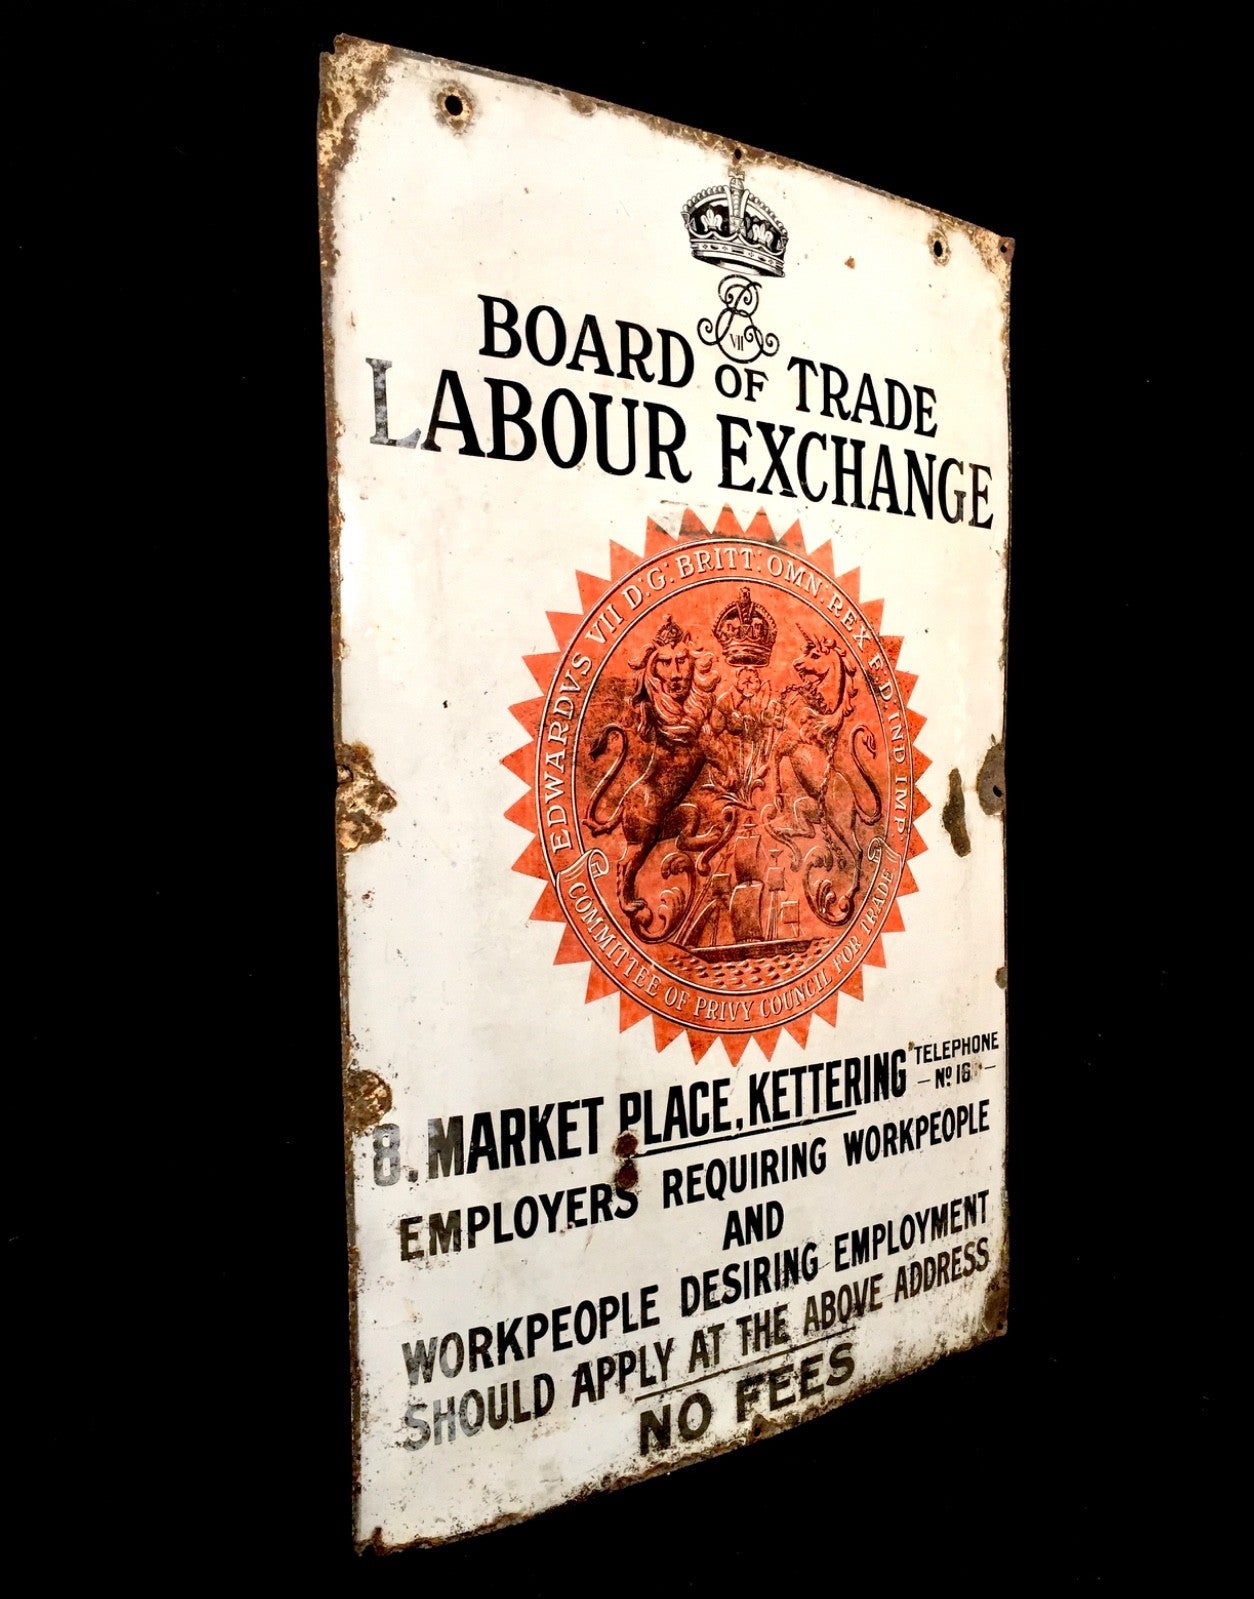 VII
BOARD OF TRADE
LABOUR EXCHANGE
EDWARDVS VII D:G: BRITT: OMN: REX F.D. IND IMP:
COMMITTEE OF PRIVY COUNCIL FOR TRADE
8, MARKET PLACE, KETTERING
TELEPHONE
Nº
EMPLOYERS REQUIRING WORKPEOPLE
AND
WORKPEOPLE DESIRING EMPLOYMENT
SHOULD APPLY AT THE ABOVE ADDRESS
NO FEES